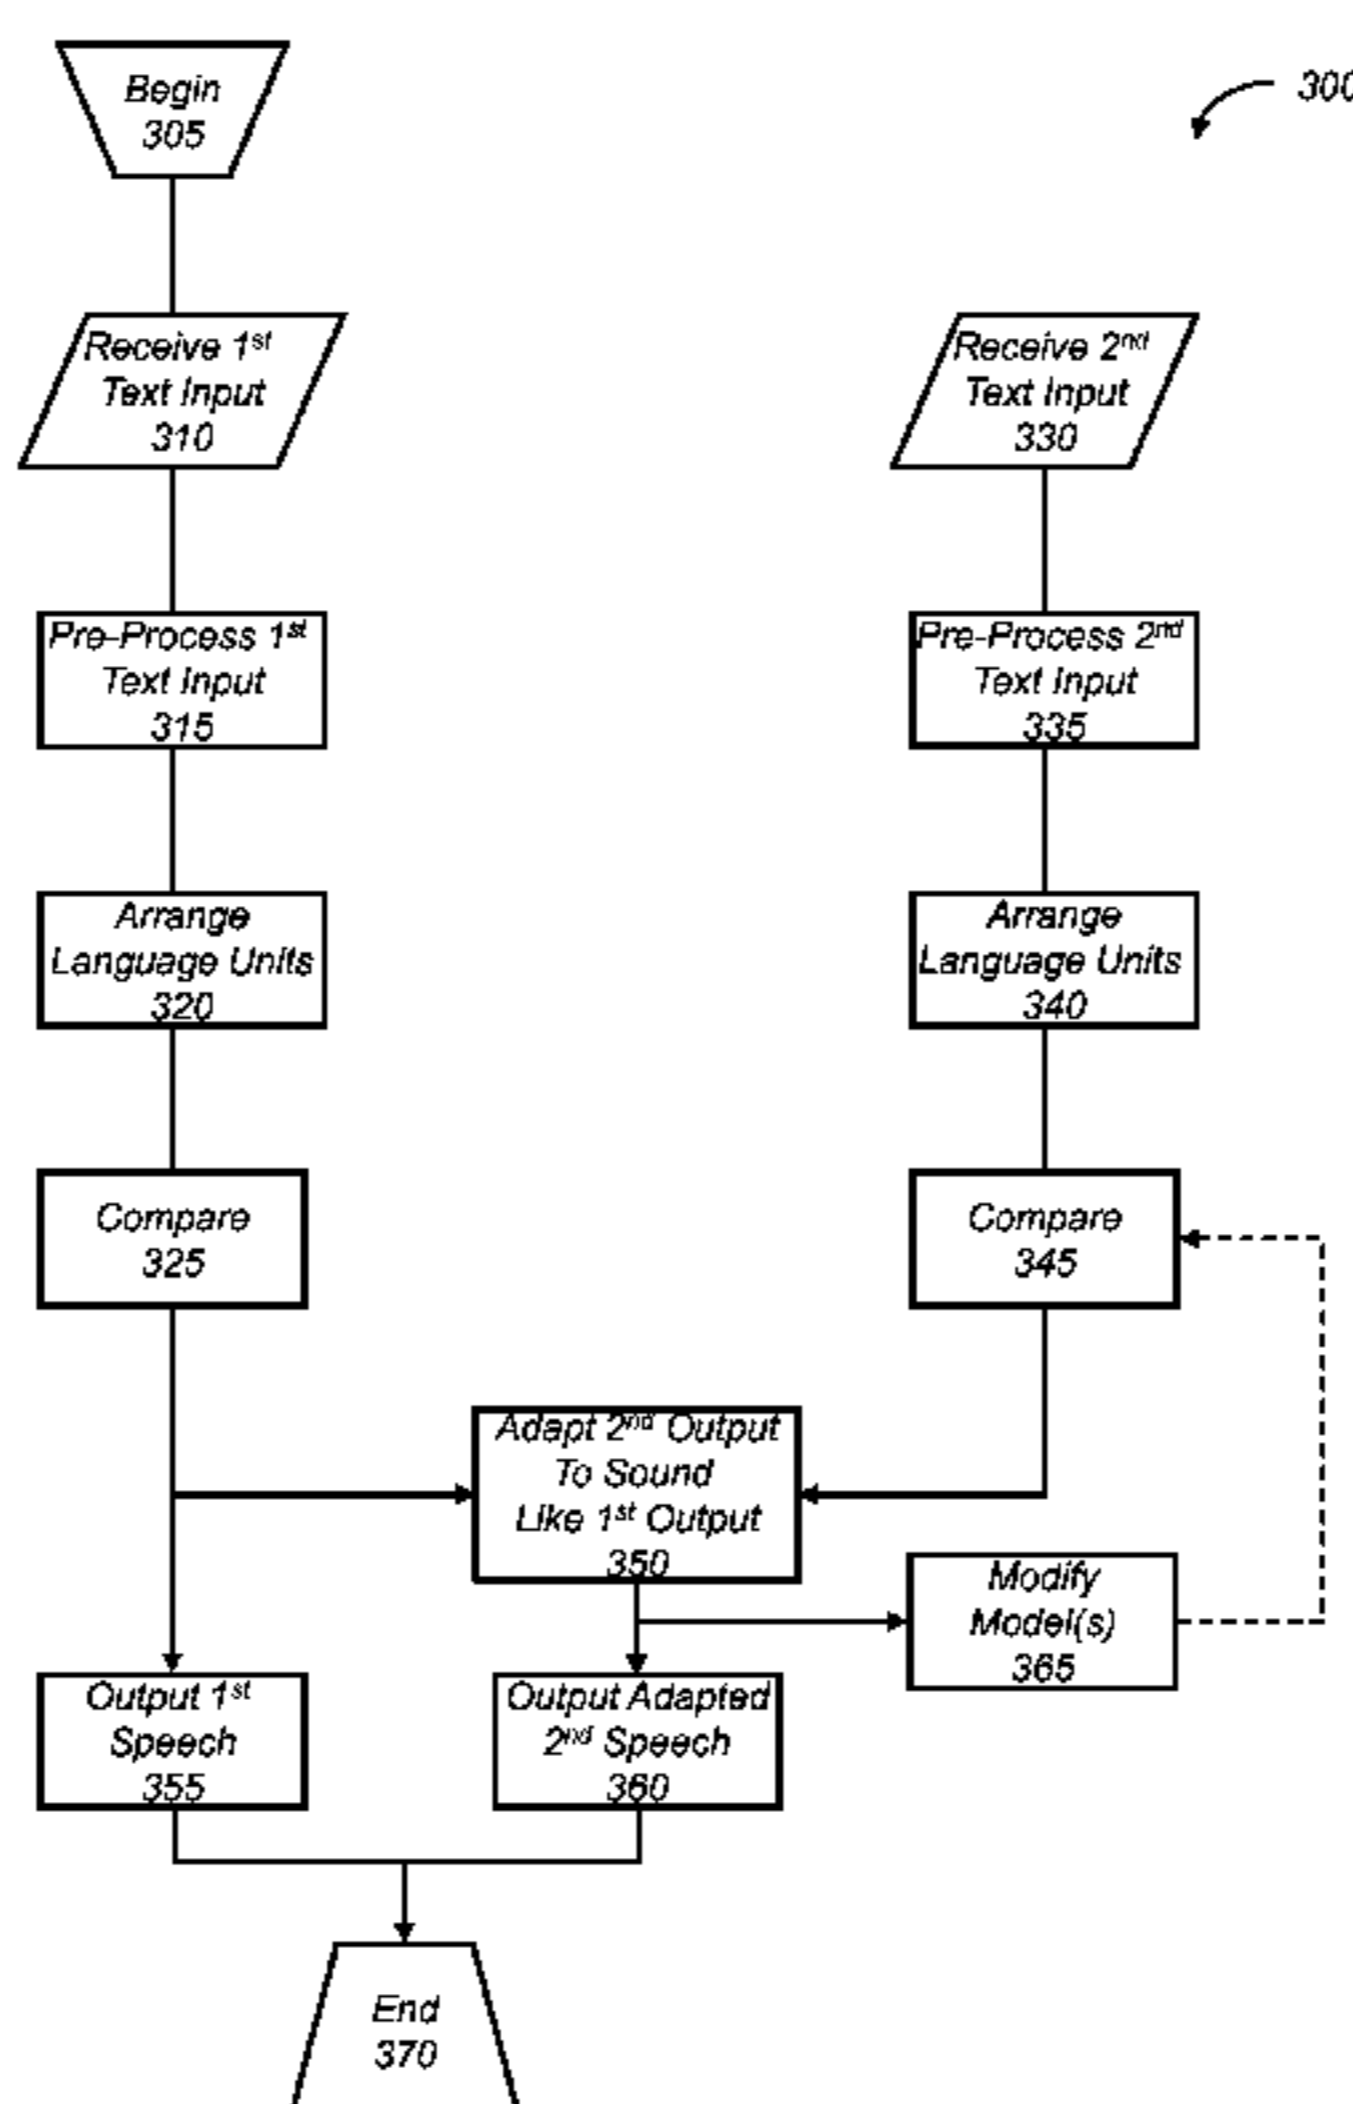 Begin
305
300
Receive 1st
Text Input
310
Receive 2nd
Text Input
330
Pre-Process 1st
Text Input
315
Pre-Process 2nd
Text Input
335
Arrange
Language Units
320
Arrange
Language Units
340
Compare
325
Compare
345
Adapt 2nd Output
To Sound
Like 1st Output
350
Modify
Model(s)
365
Output 1st
Speech
355
Output Adapted
2nd Speech
360
End
370